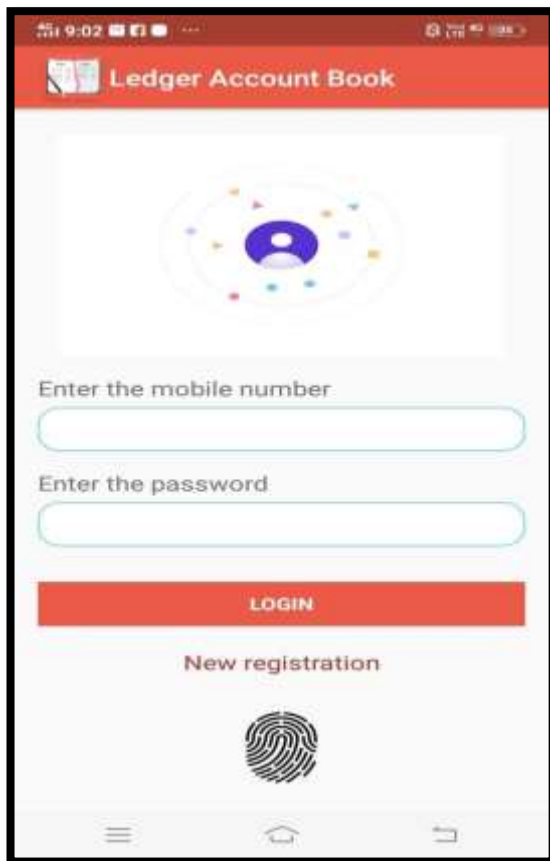 9:02
Ledger Account Book
Enter the mobile number
Enter the password
LOGIN
New registration